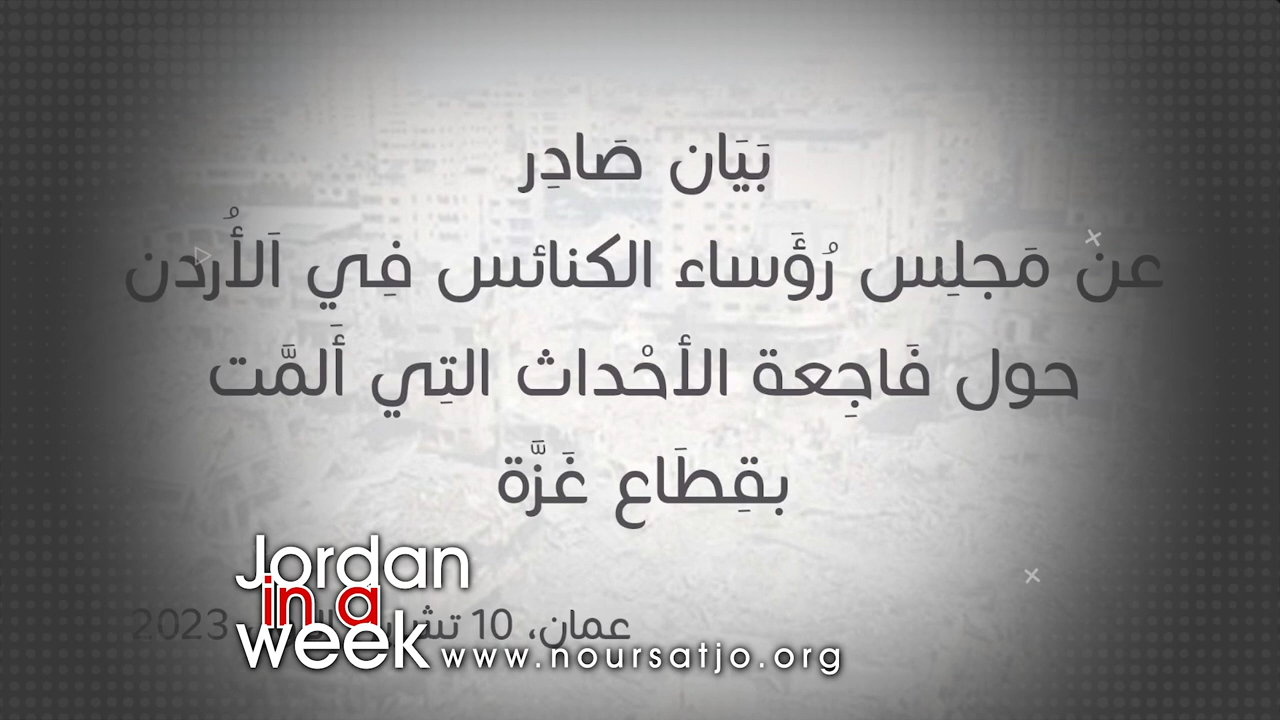 بَيَان صَادِر
عن مَجلِس رُؤَساء الكنائس فِي اَلأُردن
حول فَاجِعة الأحْداث التِي أَلمَّت
بقِطَاع غَزَّة
عمان، 10 2023
Jordan
in a
week
www.noursatjo.org